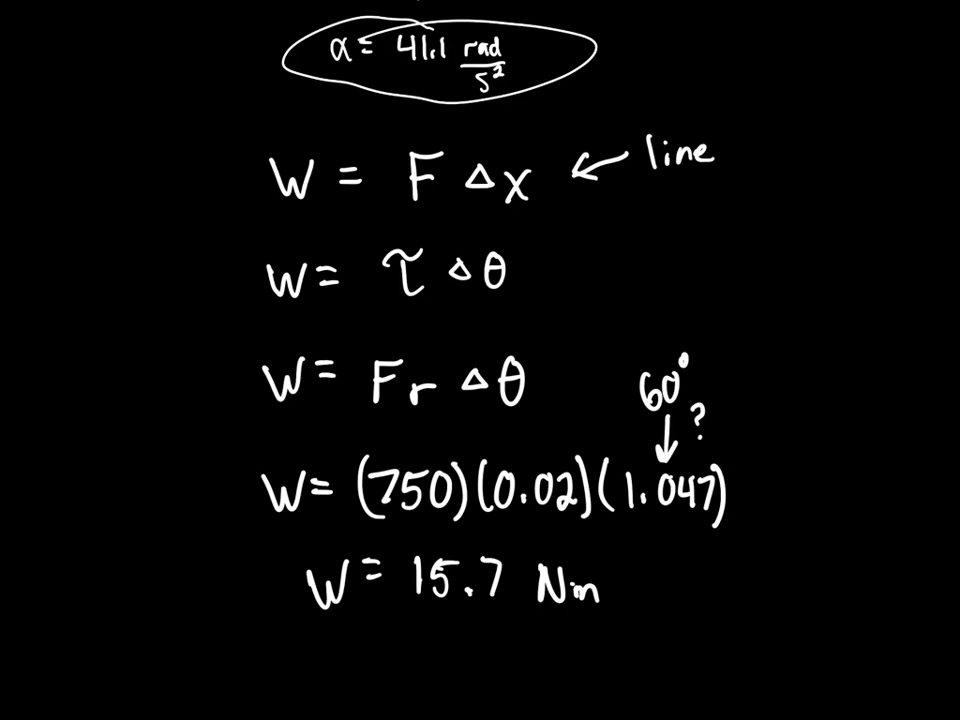 α = 41.1 rad/s²
W = F Δx ← line
W = τ Δθ
W = Fr Δθ
60°
↓ ?
W = (750)(0.02)(1.047)
W = 15.7 Nm